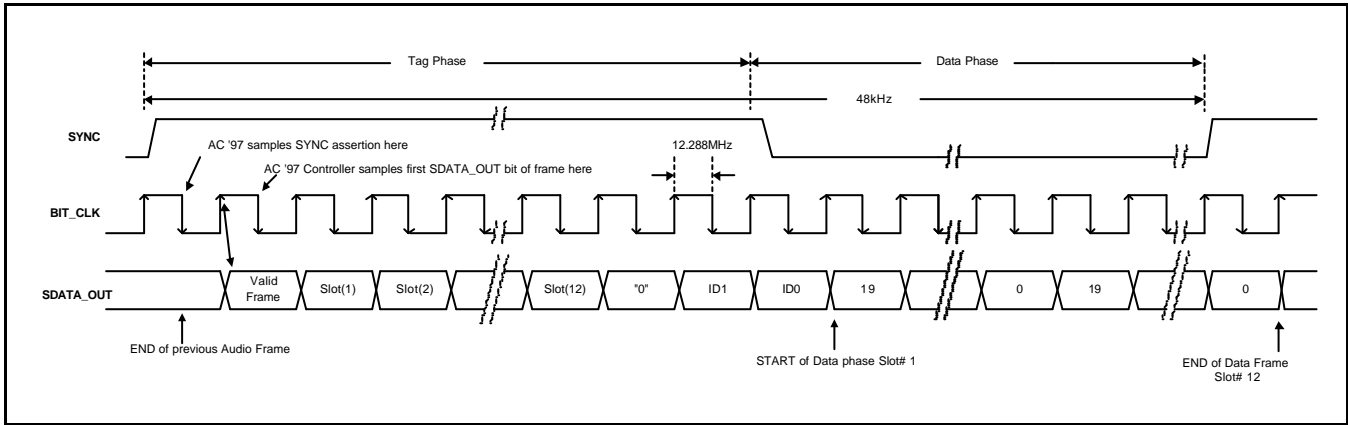 Tag Phase
Data Phase
48kHz
SYNC
AC '97 samples SYNC assertion here
12.288MHz
AC '97 Controller samples first SDATA_OUT bit of frame here
BIT_CLK
SDATA_OUT
Valid
Frame
Slot(1)
Slot(2)
Slot(12)
"0"
ID1
ID0
19
0
19
0
END of previous Audio Frame
START of Data phase Slot# 1
END of Data Frame
Slot# 12